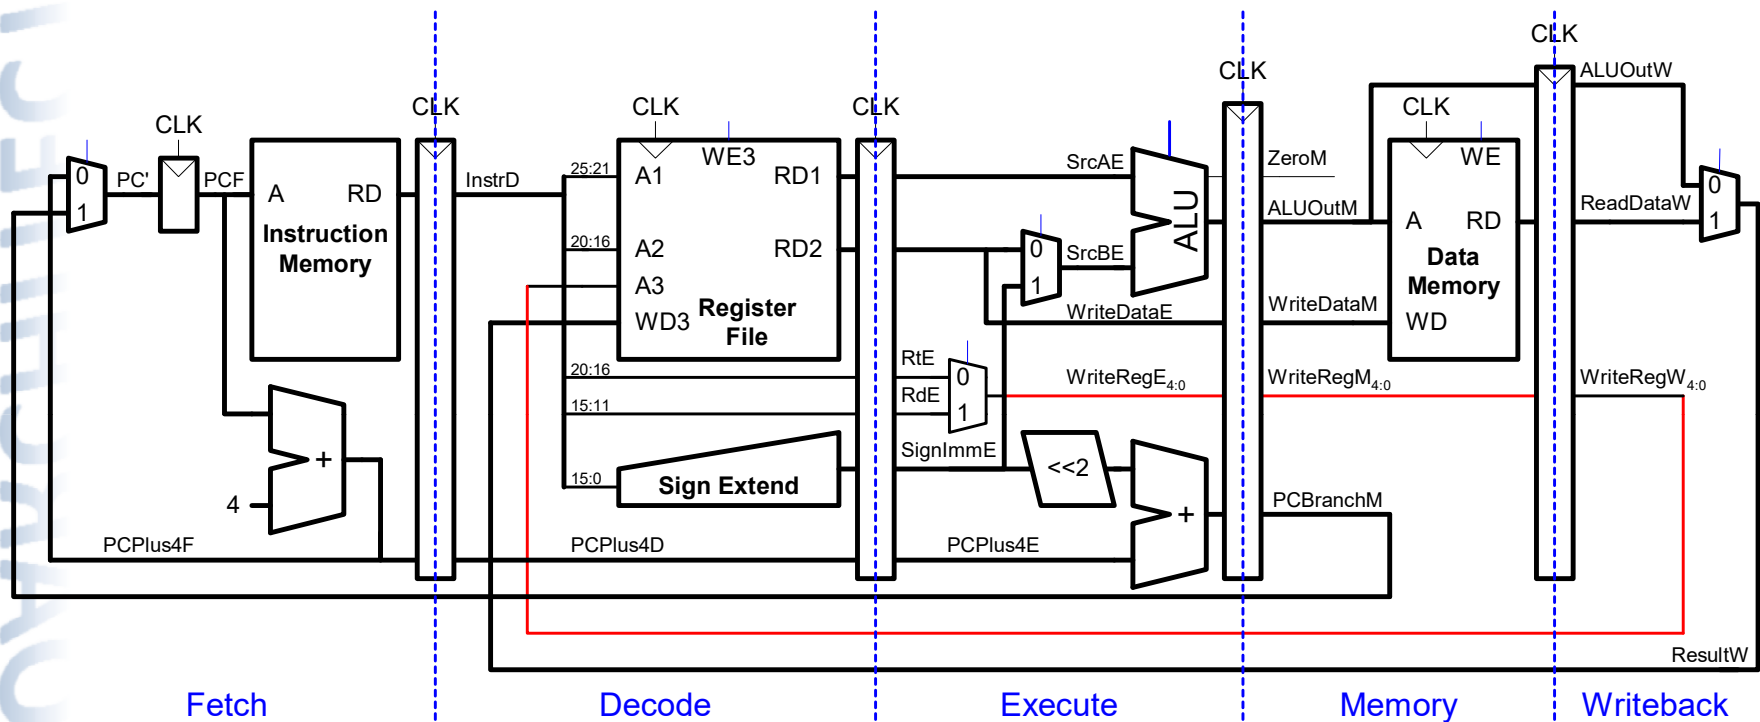 CLK
CLK
ALUOutW
CLK
CLK
CLK
CLK
CLK
0
1
PC'
PCF
A
RD
Instruction
Memory
InstrD
25:21
A1
WE3
RD1
20:16
A2
RD2
A3
WD3
Register
File
SrcAE
0
1
SrcBE
ALU
ZeroM
ALUOutM
WE
A
RD
Data
Memory
WD
ReadDataW
0
1
WriteDataE
WriteDataM
20:16
RtE
0
15:11
RdE
1
WriteRegE4:0
WriteRegM4:0
WriteRegW4:0
+
4
15:0
Sign Extend
SignImmE
<<2
+
PCBranchM
PCPlus4F
PCPlus4D
PCPlus4E
ResultW
Fetch
Decode
Execute
Memory
Writeback